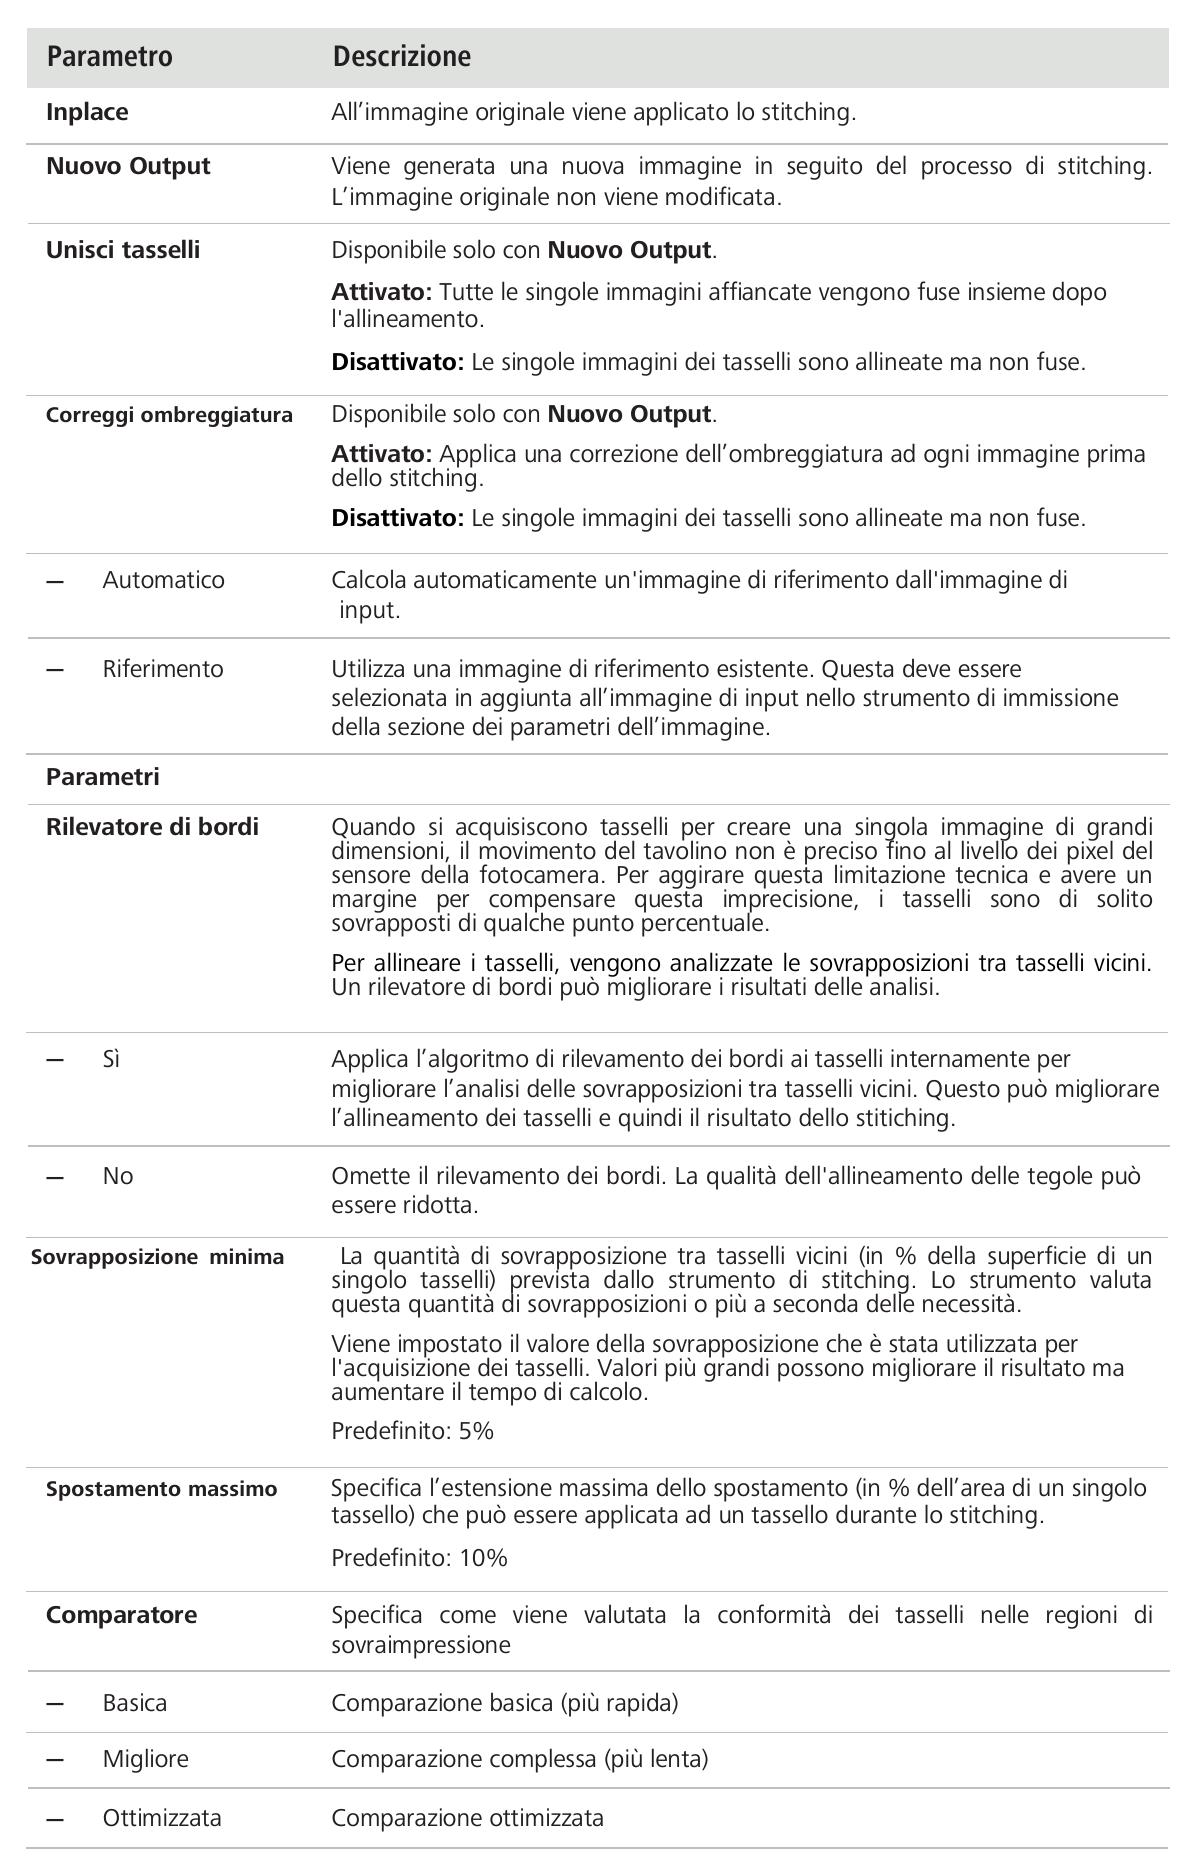 Parametro Descrizione
Inplace All’immagine originale viene applicato lo stitching.
Nuovo Output Viene generata una nuova immagine in seguito del processo di stitching.
L’immagine originale non viene modificata.
Unisci tasselli Disponibile solo con Nuovo Output.
Attivato: Tutte le singole immagini affiancate vengono fuse insieme dopo
l'allineamento.
Disattivato: Le singole immagini dei tasselli sono allineate ma non fuse.
Correggi ombreggiatura Disponibile solo con Nuovo Output.
Attivato: Applica una correzione dell’ombreggiatura ad ogni immagine prima
dello stitching.
Disattivato: Le singole immagini dei tasselli sono allineate ma non fuse.
— Automatico Calcola automaticamente un'immagine di riferimento dall'immagine di
input.
— Riferimento Utilizza una immagine di riferimento esistente. Questa deve essere
selezionata in aggiunta all’immagine di input nello strumento di immissione
della sezione dei parametri dell’immagine.
Parametri
Rilevatore di bordi Quando si acquisiscono tasselli per creare una singola immagine di grandi
dimensioni, il movimento del tavolino non è preciso fino al livello dei pixel del
sensore della fotocamera. Per aggirare questa limitazione tecnica e avere un
margine per compensare questa imprecisione, i tasselli sono di solito
sovrapposti di qualche punto percentuale.
Per allineare i tasselli, vengono analizzate le sovrapposizioni tra tasselli vicini.
Un rilevatore di bordi può migliorare i risultati delle analisi.
— Sì Applica l’algoritmo di rilevamento dei bordi ai tasselli internamente per
migliorare l’analisi delle sovrapposizioni tra tasselli vicini. Questo può migliorare
l’allineamento dei tasselli e quindi il risultato dello stitiching.
— No Omette il rilevamento dei bordi. La qualità dell'allineamento delle tegole può
essere ridotta.
Sovrapposizione minima La quantità di sovrapposizione tra tasselli vicini (in % della superficie di un
singolo tasselli) prevista dallo strumento di stitching. Lo strumento valuta
questa quantità di sovrapposizioni o più a seconda delle necessità.
Viene impostato il valore della sovrapposizione che è stata utilizzata per
l'acquisizione dei tasselli. Valori più grandi possono migliorare il risultato ma
aumentare il tempo di calcolo.
Predefinito: 5%
Spostamento massimo Specifica l’estensione massima dello spostamento (in % dell’area di un singolo
tassello) che può essere applicata ad un tassello durante lo stitching.
Predefinito: 10%
Comparatore Specifica come viene valutata la conformità dei tasselli nelle regioni di
sovraimpressione
— Basica Comparazione basica (più rapida)
— Migliore Comparazione complessa (più lenta)
— Ottimizzata Comparazione ottimizzata